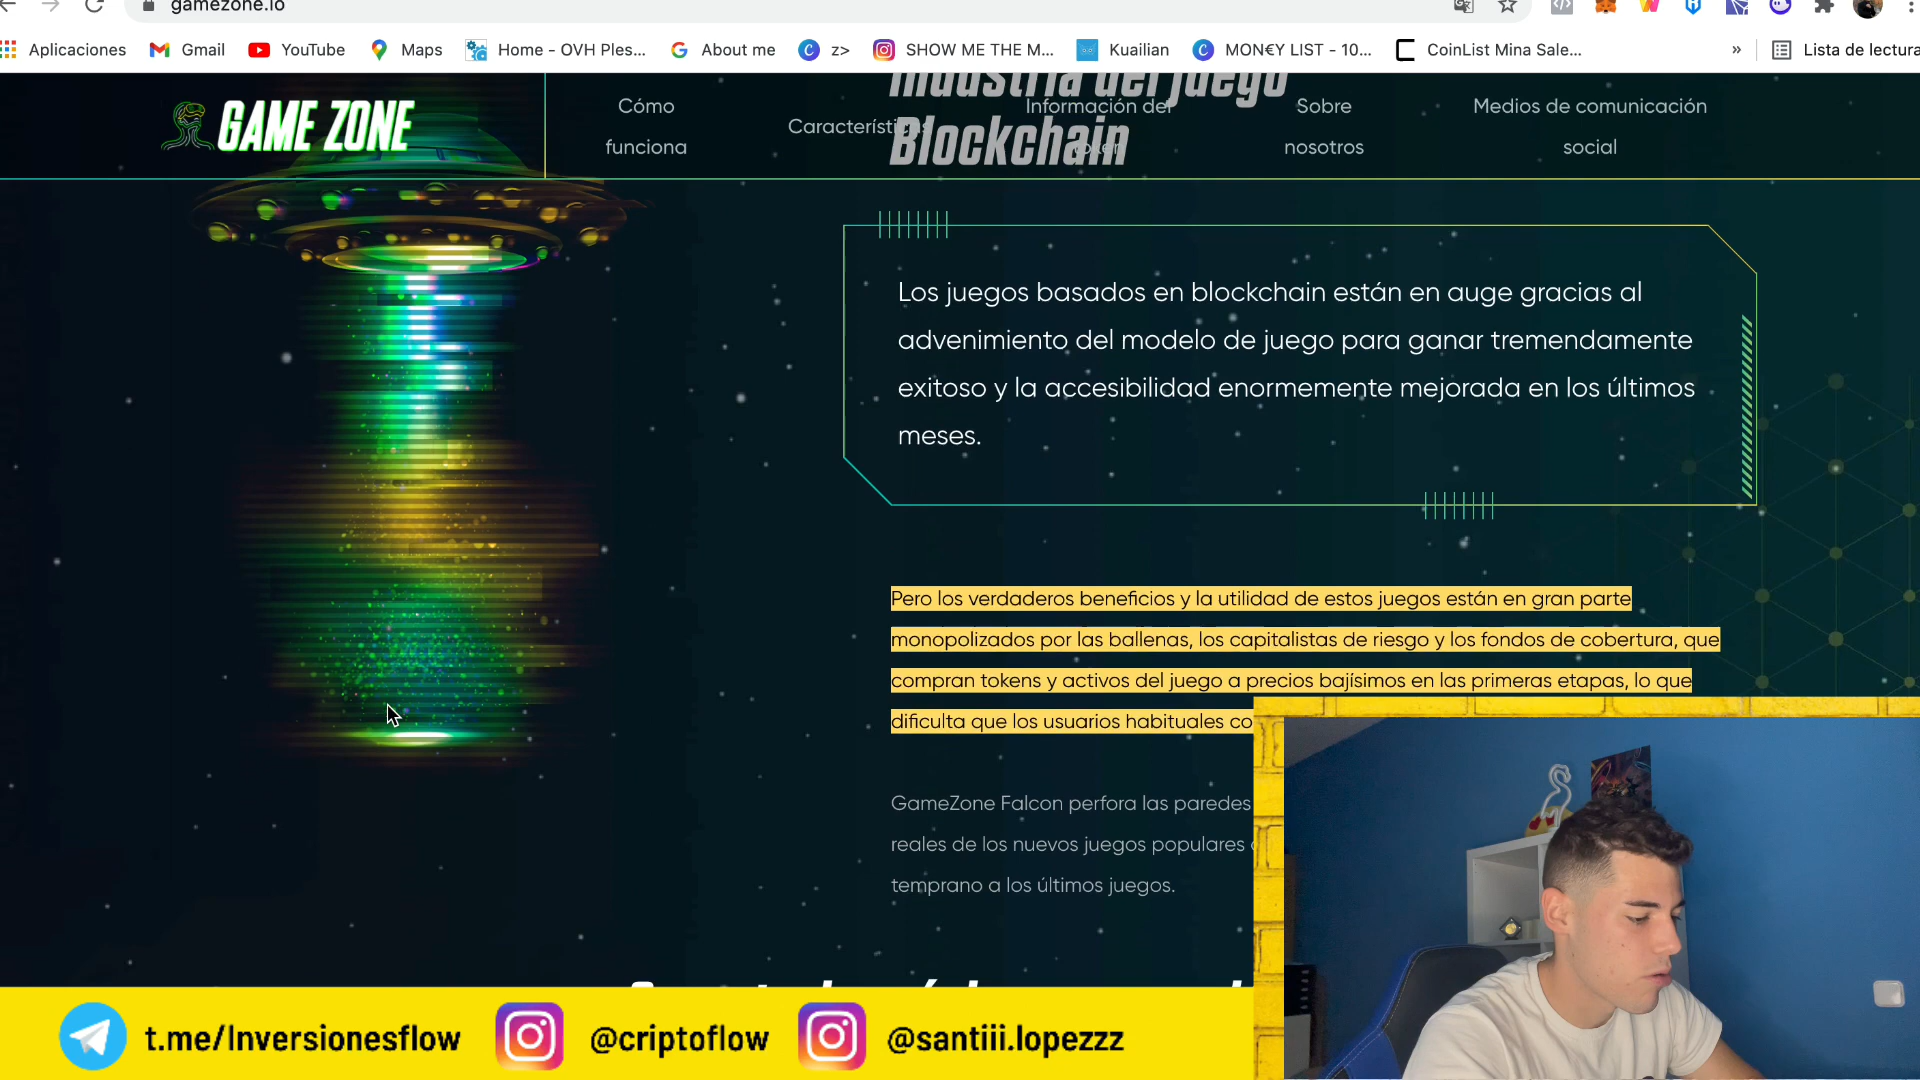 gamezone.io
Aplicaciones
Gmail
YouTube
Maps
Home - OVH Ples...
About me
z>
SHOW ME THE M...
Kuailian
MON€Y LIST - 10...
CoinList Mina Sale...
»
Lista de lectura
GAME ZONE
Cómo
funciona
Características
Información del
token
Sobre
nosotros
Medios de comunicación
social
Industria del juego
Blockchain
Los juegos basados en blockchain están en auge gracias al
advenimiento del modelo de juego para ganar tremendamente
exitoso y la accesibilidad enormemente mejorada en los últimos
meses.
Pero los verdaderos beneficios y la utilidad de estos juegos están en gran parte
monopolizados por las ballenas, los capitalistas de riesgo y los fondos de cobertura, que
compran tokens y activos del juego a precios bajísimos en las primeras etapas, lo que
dificulta que los usuarios habituales co
GameZone Falcon perfora las paredes
reales de los nuevos juegos populares
temprano a los últimos juegos.
t.me/Inversionesflow
@criptoflow
@santiii.lopezzz